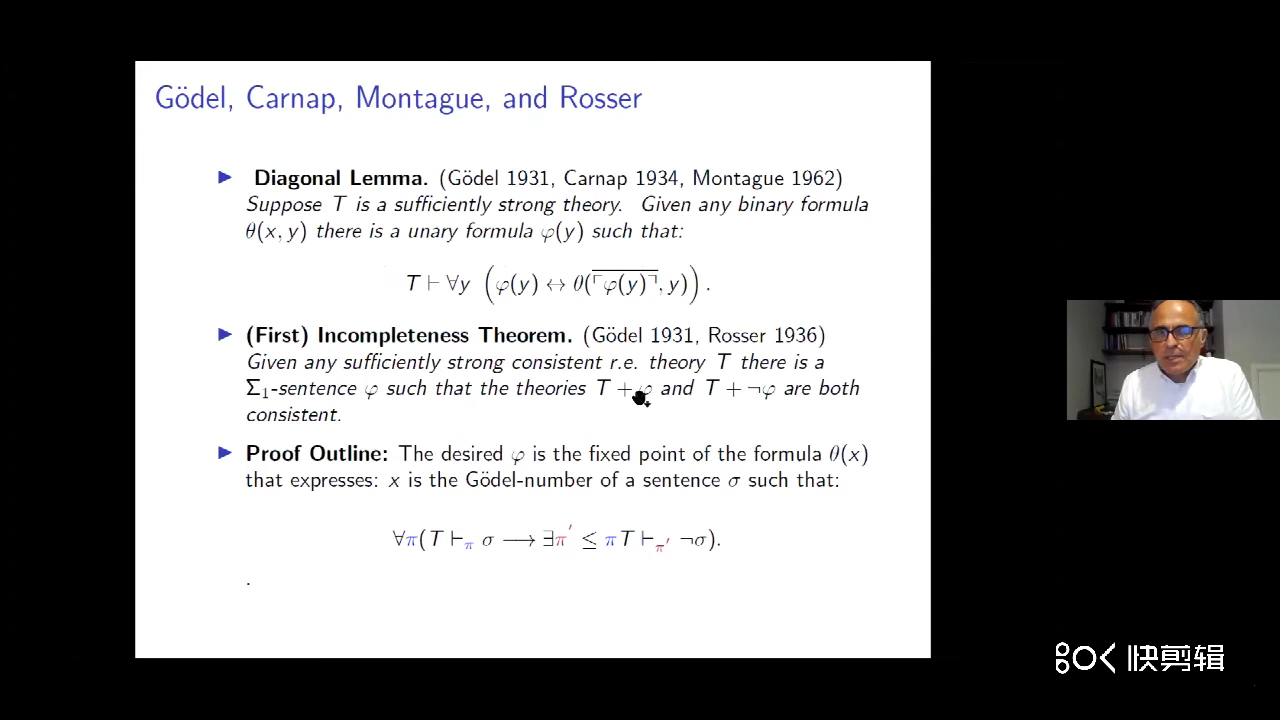 Gödel, Carnap, Montague, and Rosser
▶ Diagonal Lemma. (Gödel 1931, Carnap 1934, Montague 1962)
Suppose T is a sufficiently strong theory. Given any binary formula
θ(x, y) there is a unary formula φ(y) such that:
T ⊢ ∀y (φ(y) ↔ θ(⌜φ(y)⌝, y)).
▶ (First) Incompleteness Theorem. (Gödel 1931, Rosser 1936)
Given any sufficiently strong consistent r.e. theory T there is a
Σ₁-sentence φ such that the theories T + φ and T + ¬φ are both
consistent.
▶ Proof Outline: The desired φ is the fixed point of the formula θ(x)
that expresses: x is the Gödel-number of a sentence σ such that:
∀π(T ⊢π σ ⟶ ∃π′ ≤ π T ⊢π′ ¬σ).
.
快剪辑